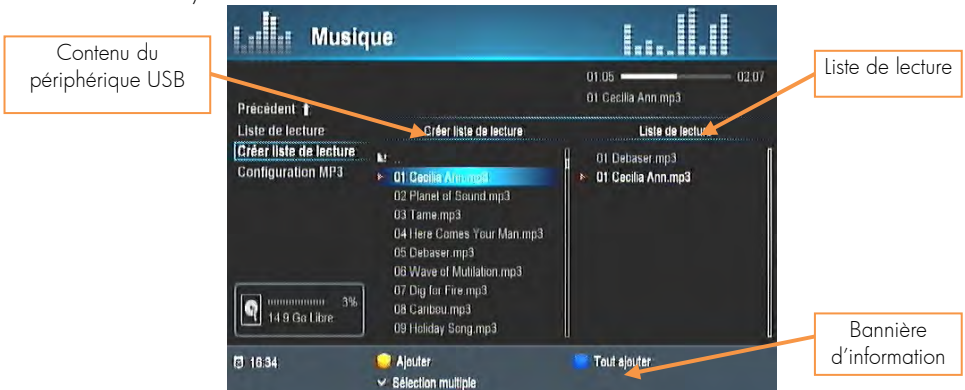 Musique
Contenu du
périphérique USB
Liste de lecture
01:05
02:07
01 Cecilia Ann.mp3
Précédent
Liste de lecture
Créer liste de lecture
Configuration MP3
Créer liste de lecture
Liste de lecture
..
01 Cecilia Ann.mp3
02 Planet of Sound.mp3
03 Tame.mp3
04 Here Comes Your Man.mp3
05 Debaser.mp3
06 Wave of Mutilation.mp3
07 Dig for Fire.mp3
08 Caribou.mp3
09 Holiday Song.mp3
01 Debaser.mp3
01 Cecilia Ann.mp3
3%
14.9 Go Libre
16:34
Ajouter
Tout ajouter
Sélection multiple
Bannière
d'information